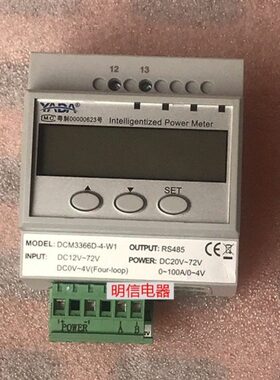 12 13
YADA
MC 粤制00000623号
Intelligentized Power Meter
SET
MODEL: DCM3366D-4-W1 OUTPUT: RS485
INPUT: DC12V~72V POWER: DC20V~72V
DC0V~4V(Four-loop) 0~100A/0~4V
CE
明信电器
A B